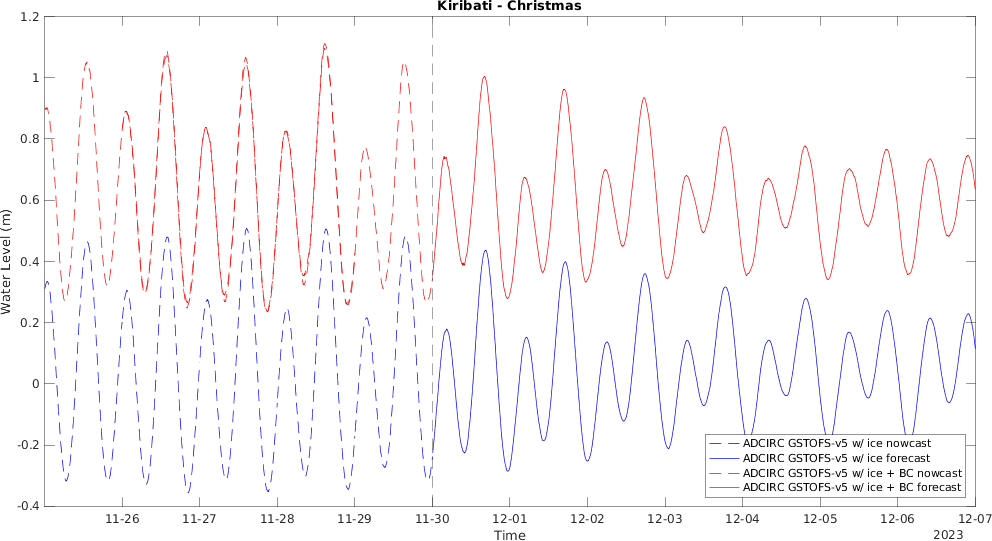 Kiribati - Christmas
1.2
1
0.8
0.6
0.4
0.2
0
-0.2
-0.4
Water Level (m)
ADCIRC GSTOFS-v5 w/ ice nowcast
ADCIRC GSTOFS-v5 w/ ice forecast
ADCIRC GSTOFS-v5 w/ ice + BC nowcast
ADCIRC GSTOFS-v5 w/ ice + BC forecast
11-26 11-27 11-28 11-29 11-30 12-01 12-02 12-03 12-04 12-05 12-06 12-07
Time 2023